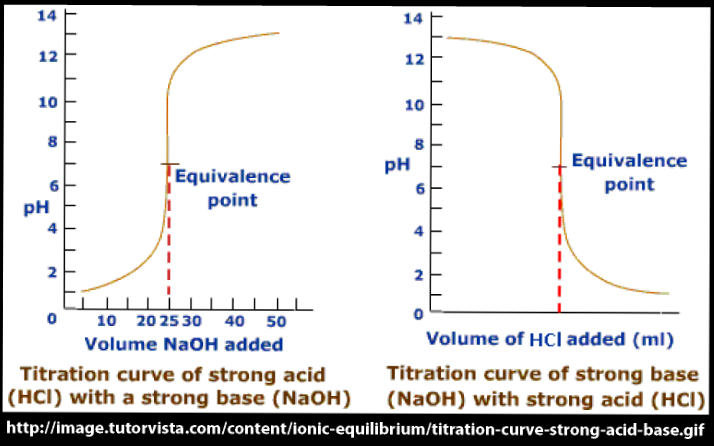 14
12
10
8
6
pH
4
2
0
10
20
25
30
40
50
Equivalence
point
Volume NaOH added
Titration curve of strong acid
(HCl) with a strong base (NaOH)
14
12
10
8
pH
6
4
2
0
Equivalence
point
Volume of HCl added (ml)
Titration curve of strong base
(NaOH) with strong acid (HCl)
http://image.tutorvista.com/content/ionic-equilibrium/titration-curve-strong-acid-base.gif